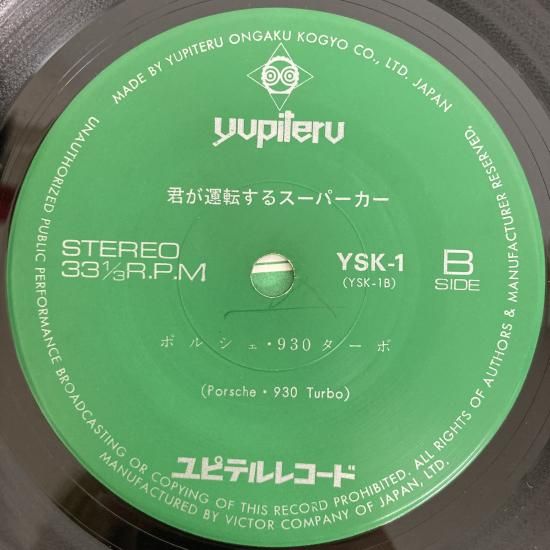 MADE BY YUPITERU ONGAKU KOGYO CO., LTD. JAPAN
yupiteru
君が運転するスーパーカー
STEREO
33 1/3 R.P.M
YSK-1
(YSK-1B)
B
SIDE
ポルシェ・930ターボ
(Porsche・930 Turbo)
ユピテルレコード
UNAUTHORIZED PUBLIC PERFORMANCE BROADCASTING OR COPYING OF THIS RECORD PROHIBITED. ALL RIGHTS OF AUTHORS & MANUFACTURER RESERVED.
MANUFACTURED BY VICTOR COMPANY OF JAPAN, LTD.